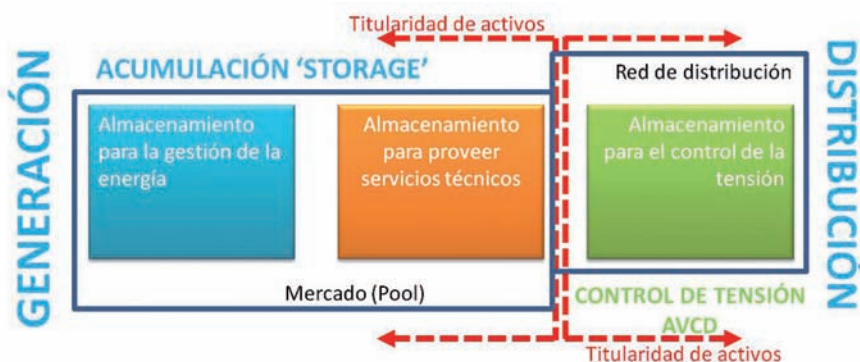 Titularidad de activos
GENERACIÓN
ACUMULACIÓN ‘STORAGE’
Red de distribución
DISTRIBUCIÓN
Almacenamiento
para la gestión de la
energía
Almacenamiento
para proveer
servicios técnicos
Almacenamiento
para el control de la
tensión
Mercado (Pool)
CONTROL DE TENSIÓN
AVCD
Titularidad de activos